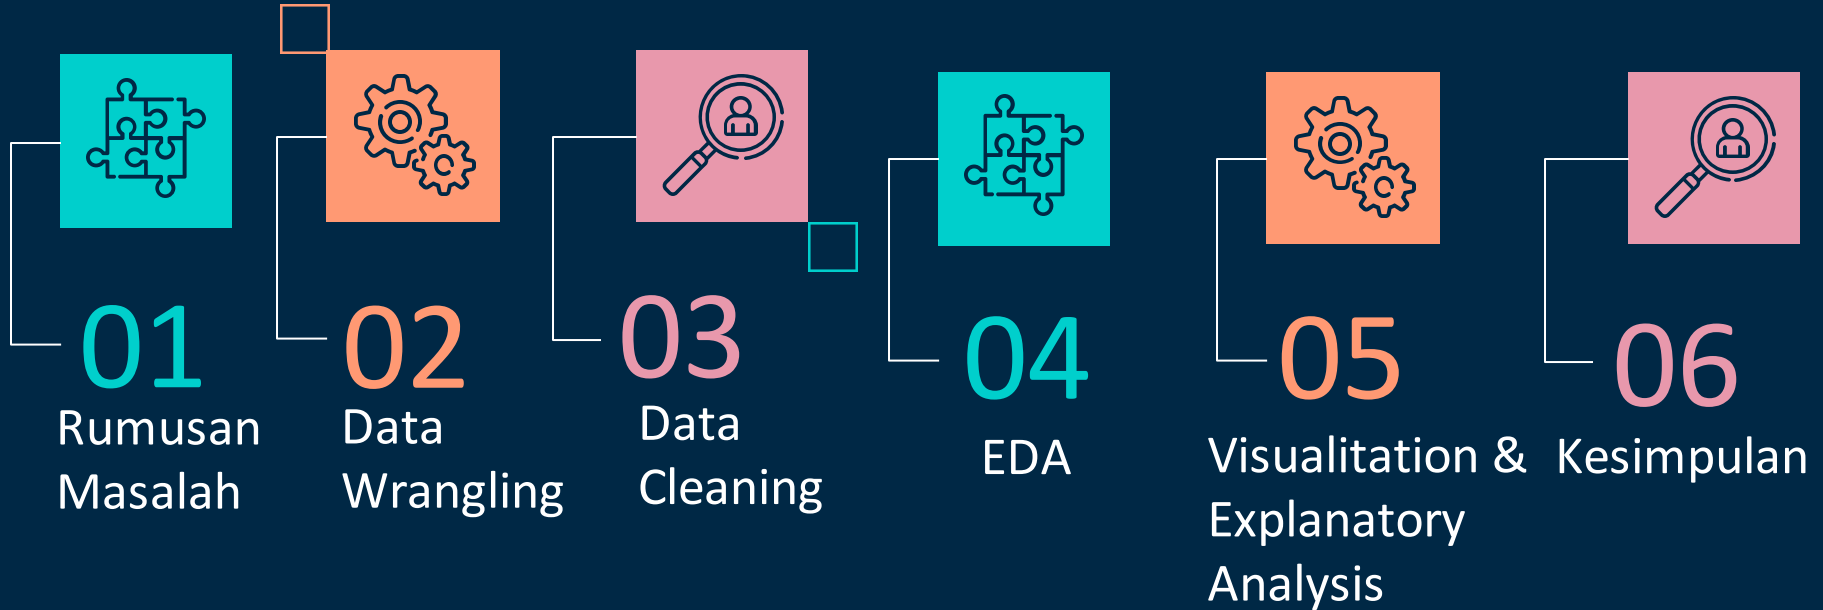 01
Rumusan
Masalah
02
Data
Wrangling
03
Data
Cleaning
04
EDA
05
Visualitation &
Explanatory
Analysis
06
Kesimpulan